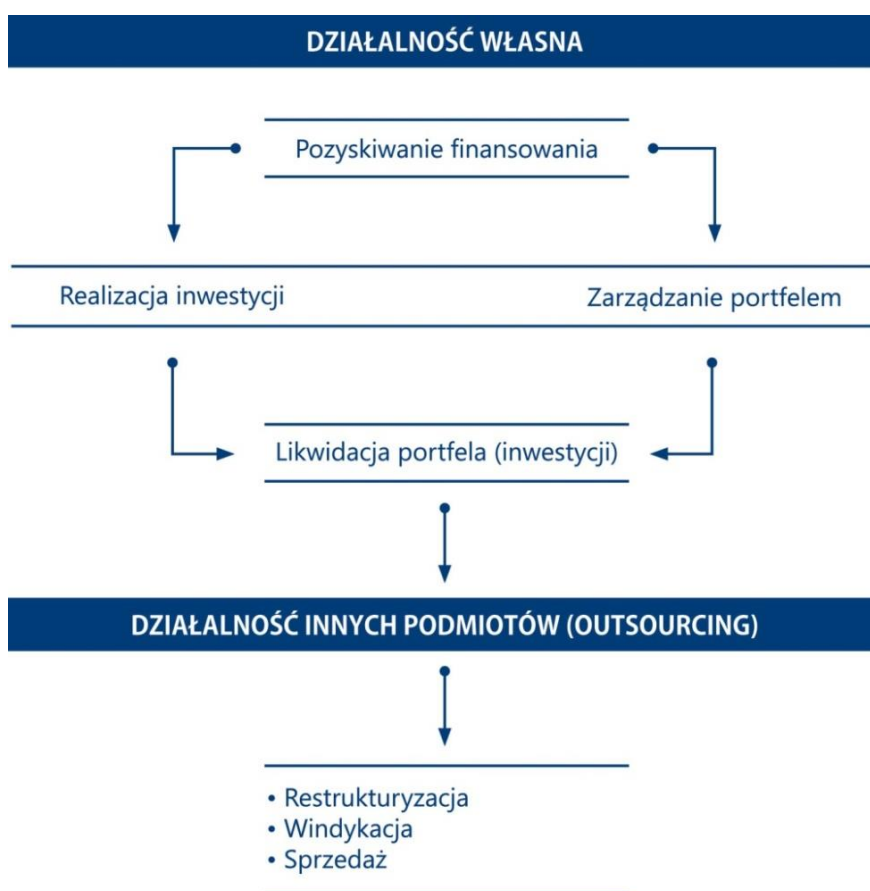 DZIAŁALNOŚĆ WŁASNA
Pozyskiwanie finansowania
Realizacja inwestycji
Zarządzanie portfelem
Likwidacja portfela (inwestycji)
DZIAŁALNOŚĆ INNYCH PODMIOTÓW (OUTSOURCING)
• Restrukturyzacja
• Windykacja
• Sprzedaż